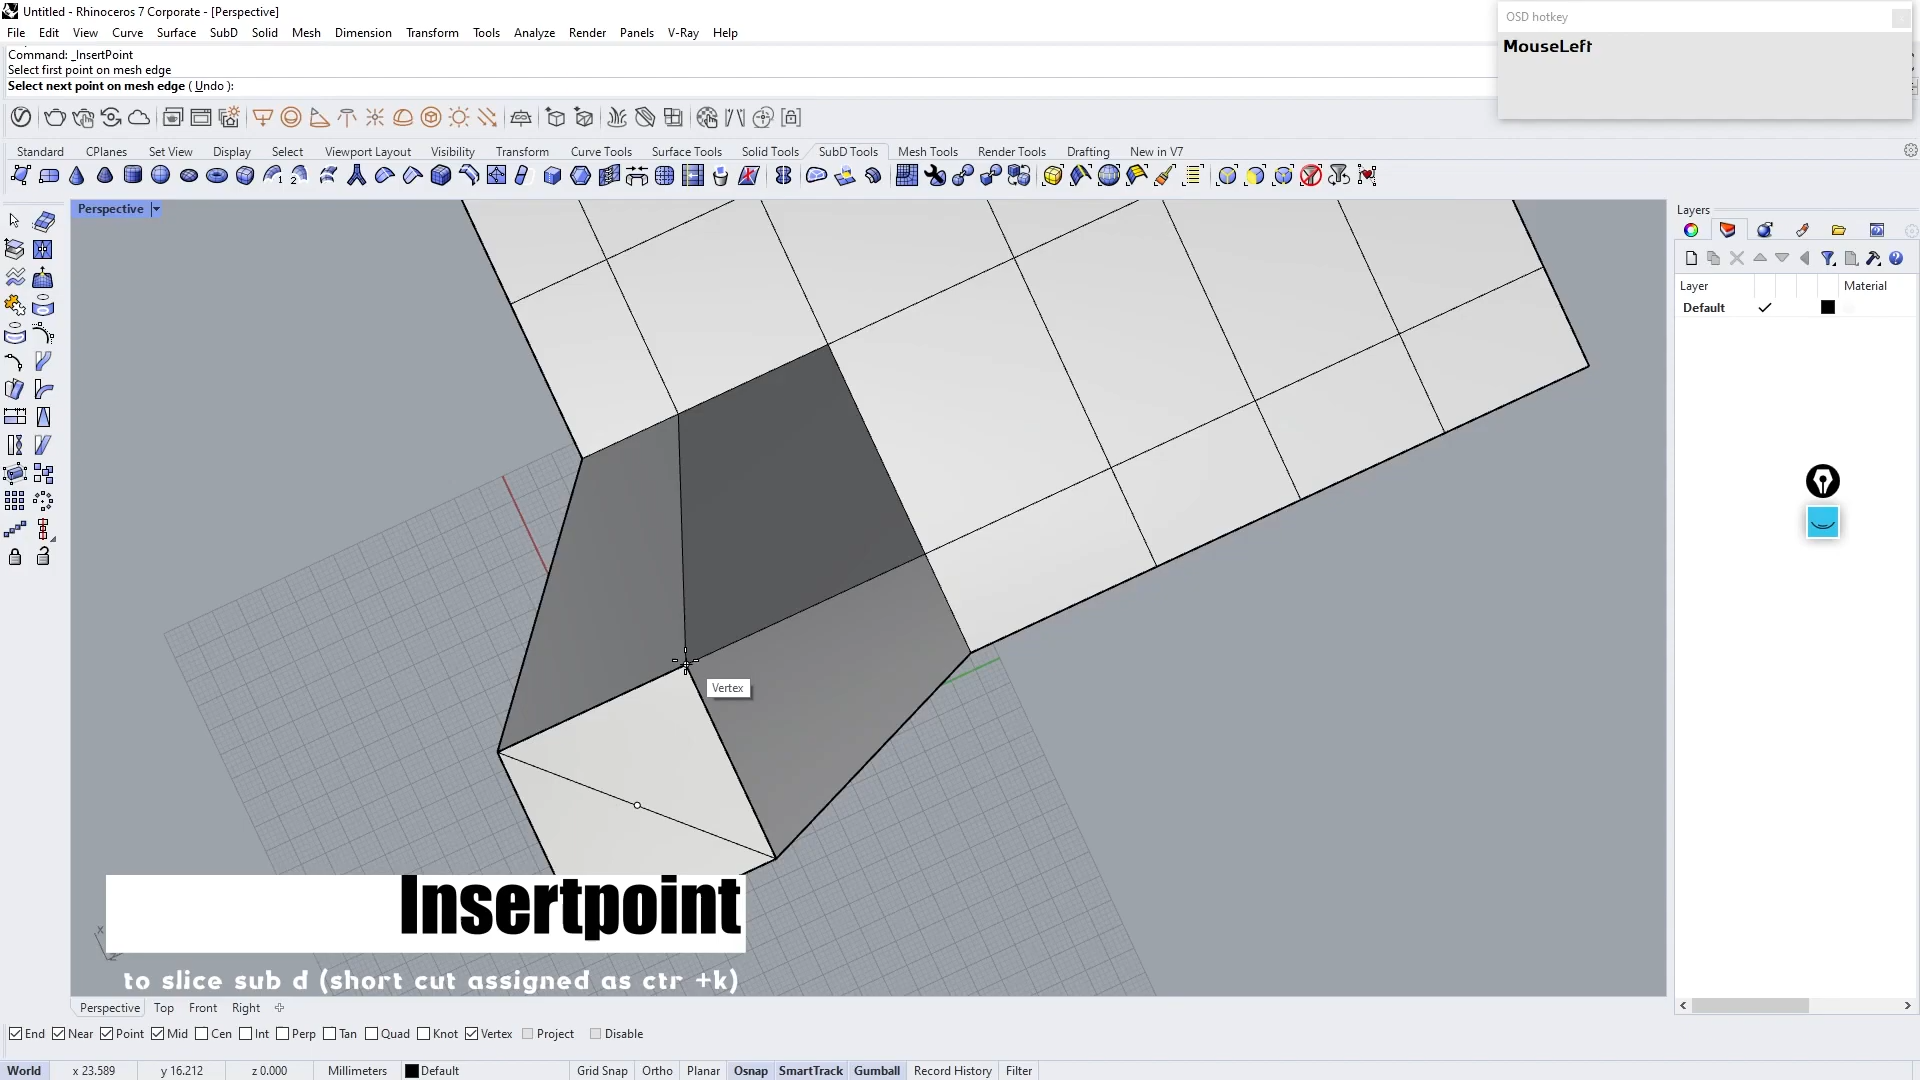 Untitled - Rhinoceros 7 Corporate - [Perspective]
File Edit View Curve Surface SubD Solid Mesh Dimension Transform Tools Analyze Render Panels V-Ray Help
Command: _InsertPoint
Select first point on mesh edge
Select next point on mesh edge ( Undo ):
OSD hotkey
MouseLeft
Standard CPlanes Set View Display Select Viewport Layout Visibility Transform Curve Tools Surface Tools Solid Tools SubD Tools Mesh Tools Render Tools Drafting New in V7
Perspective
Layers
Layer Material
Default
Vertex
Insertpoint
to slice sub d (short cut assigned as ctr +k)
x
Perspective Top Front Right
End Near Point Mid Cen Int Perp Tan Quad Knot Vertex Project Disable
World x 23.589 y 16.212 z 0.000 Millimeters Default Grid Snap Ortho Planar Osnap SmartTrack Gumball Record History Filter